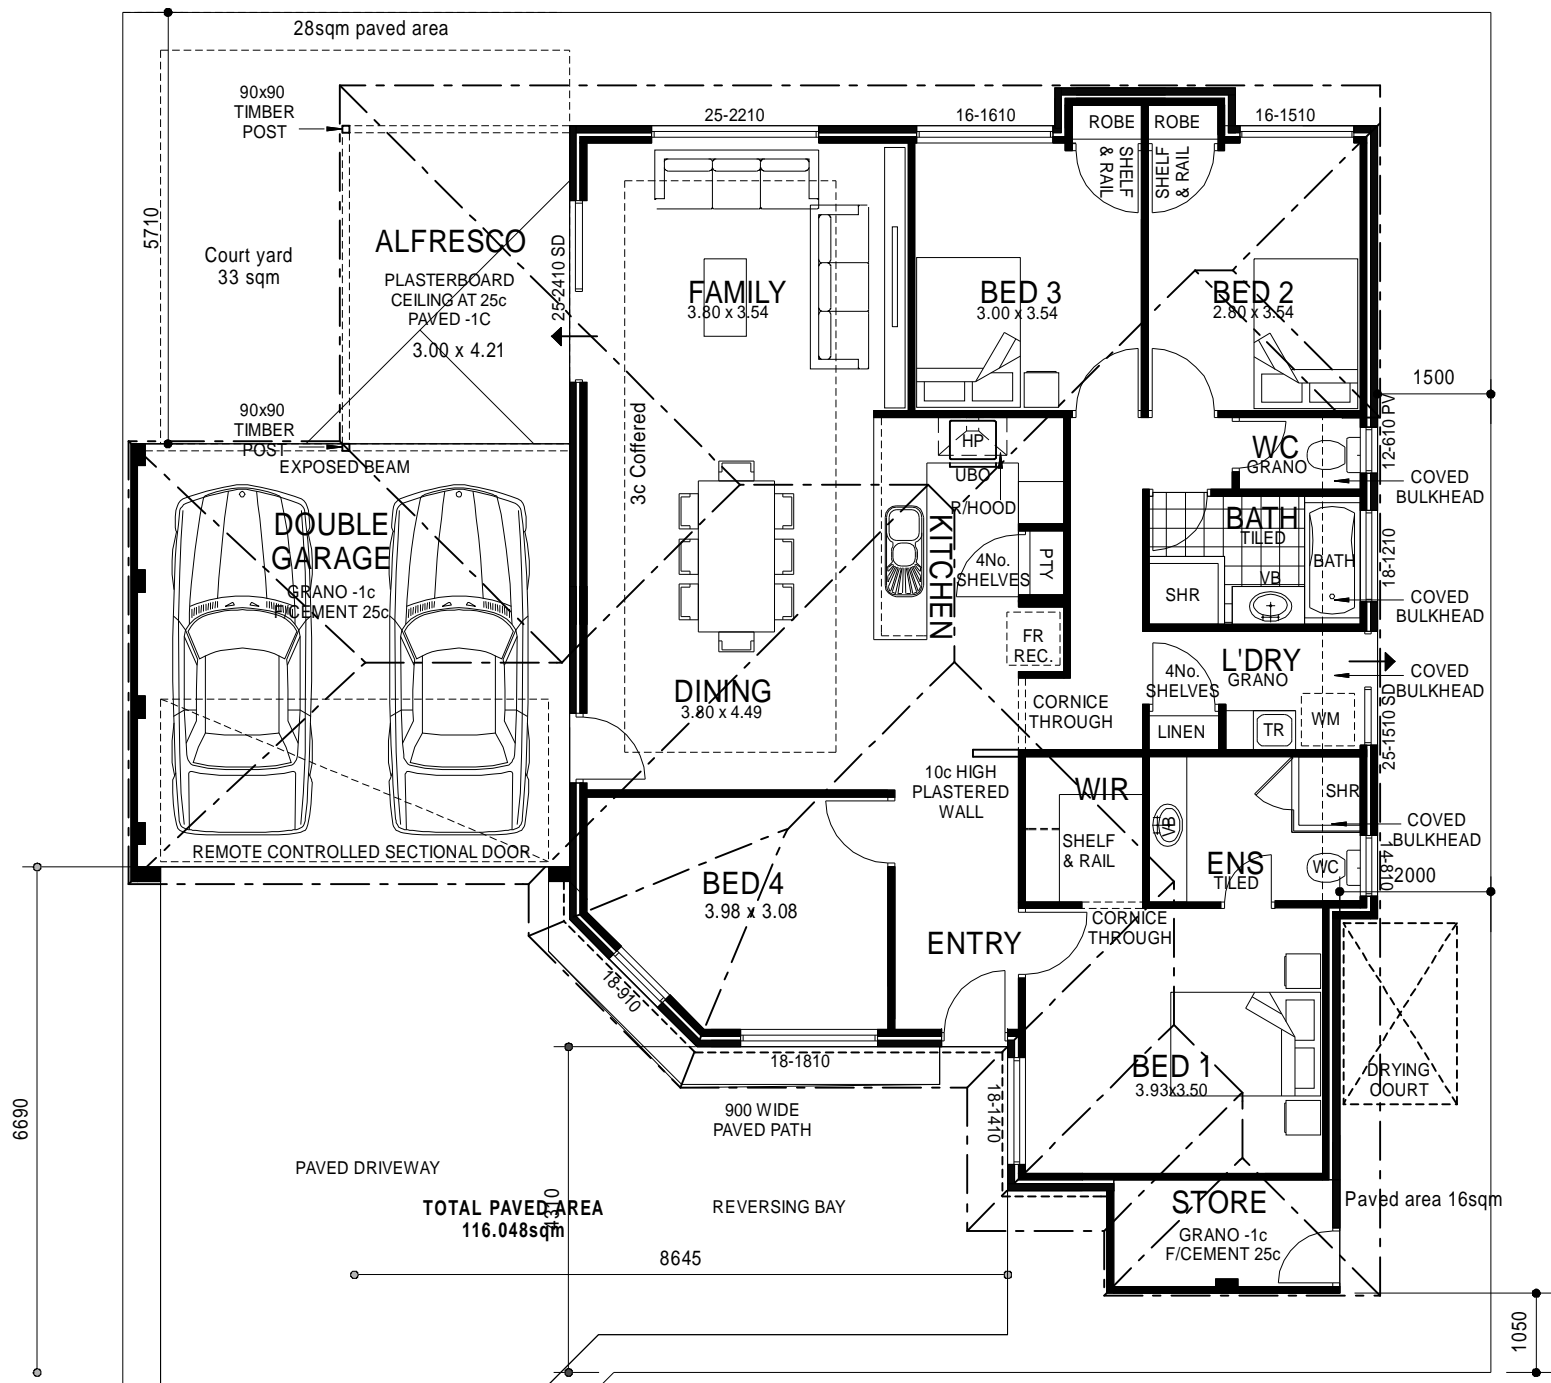 28sqm paved area
90x90
TIMBER
POST
25-2210
16-1610
16-1510
ROBE
ROBE
SHELF
& RAIL
SHELF
& RAIL
5710
Court yard
33 sqm
ALFRESCO
PLASTERBOARD
CEILING AT 25c
PAVED -1C
3.00 x 4.21
25-2410 SD
FAMILY
3.80 x 3.54
BED 3
3.00 x 3.54
BED 2
2.80 x 3.54
1500
90x90
TIMBER
POST
EXPOSED BEAM
3c Coffered
HP
UBO
R/HOOD
WC
GRANO
12-610 PV
COVED
BULKHEAD
DOUBLE
GARAGE
GRANO -1c
F/CEMENT 25c
KITCHEN
4No.
SHELVES
PTY
BATH
TILED
BATH
18-1210
SHR
VB
COVED
BULKHEAD
FR
REC.
DINING
3.80 x 4.49
CORNICE
THROUGH
4No.
SHELVES
L'DRY
GRANO
COVED
BULKHEAD
LINEN
TR
WM
25-1510 SD
10c HIGH
PLASTERED
WALL
WIR
SHELF
& RAIL
VB
SHR
COVED
BULKHEAD
REMOTE CONTROLLED SECTIONAL DOOR
BED 4
3.98 x 3.08
ENS
TILED
WC
14-810
2000
CORNICE
THROUGH
ENTRY
18-910
18-1810
BED 1
3.93x3.50
18-1410
DRYING
COURT
6690
900 WIDE
PAVED PATH
PAVED DRIVEWAY
TOTAL PAVED AREA
116.048sqm
4310
REVERSING BAY
STORE
GRANO -1c
F/CEMENT 25c
Paved area 16sqm
8645
1050